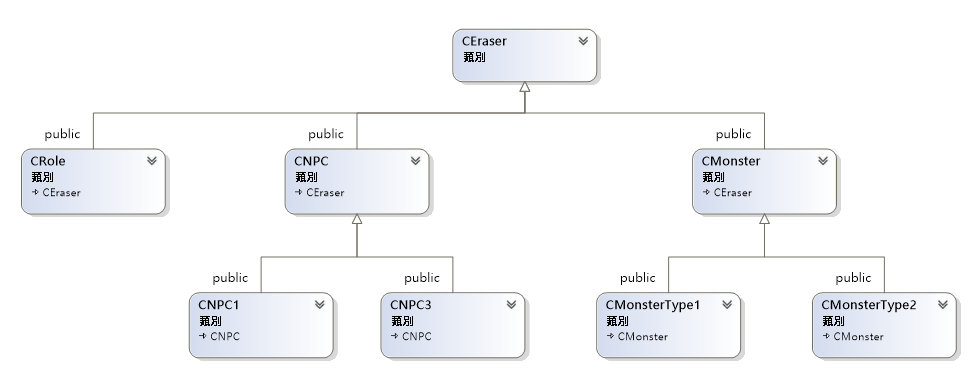 CEraser
類別
public
public
public
CRole
類別
CEraser
CNPC
類別
CEraser
CMonster
類別
CEraser
public
public
public
public
CNPC1
類別
CNPC
CNPC3
類別
CNPC
CMonsterType1
類別
CMonster
CMonsterType2
類別
CMonster